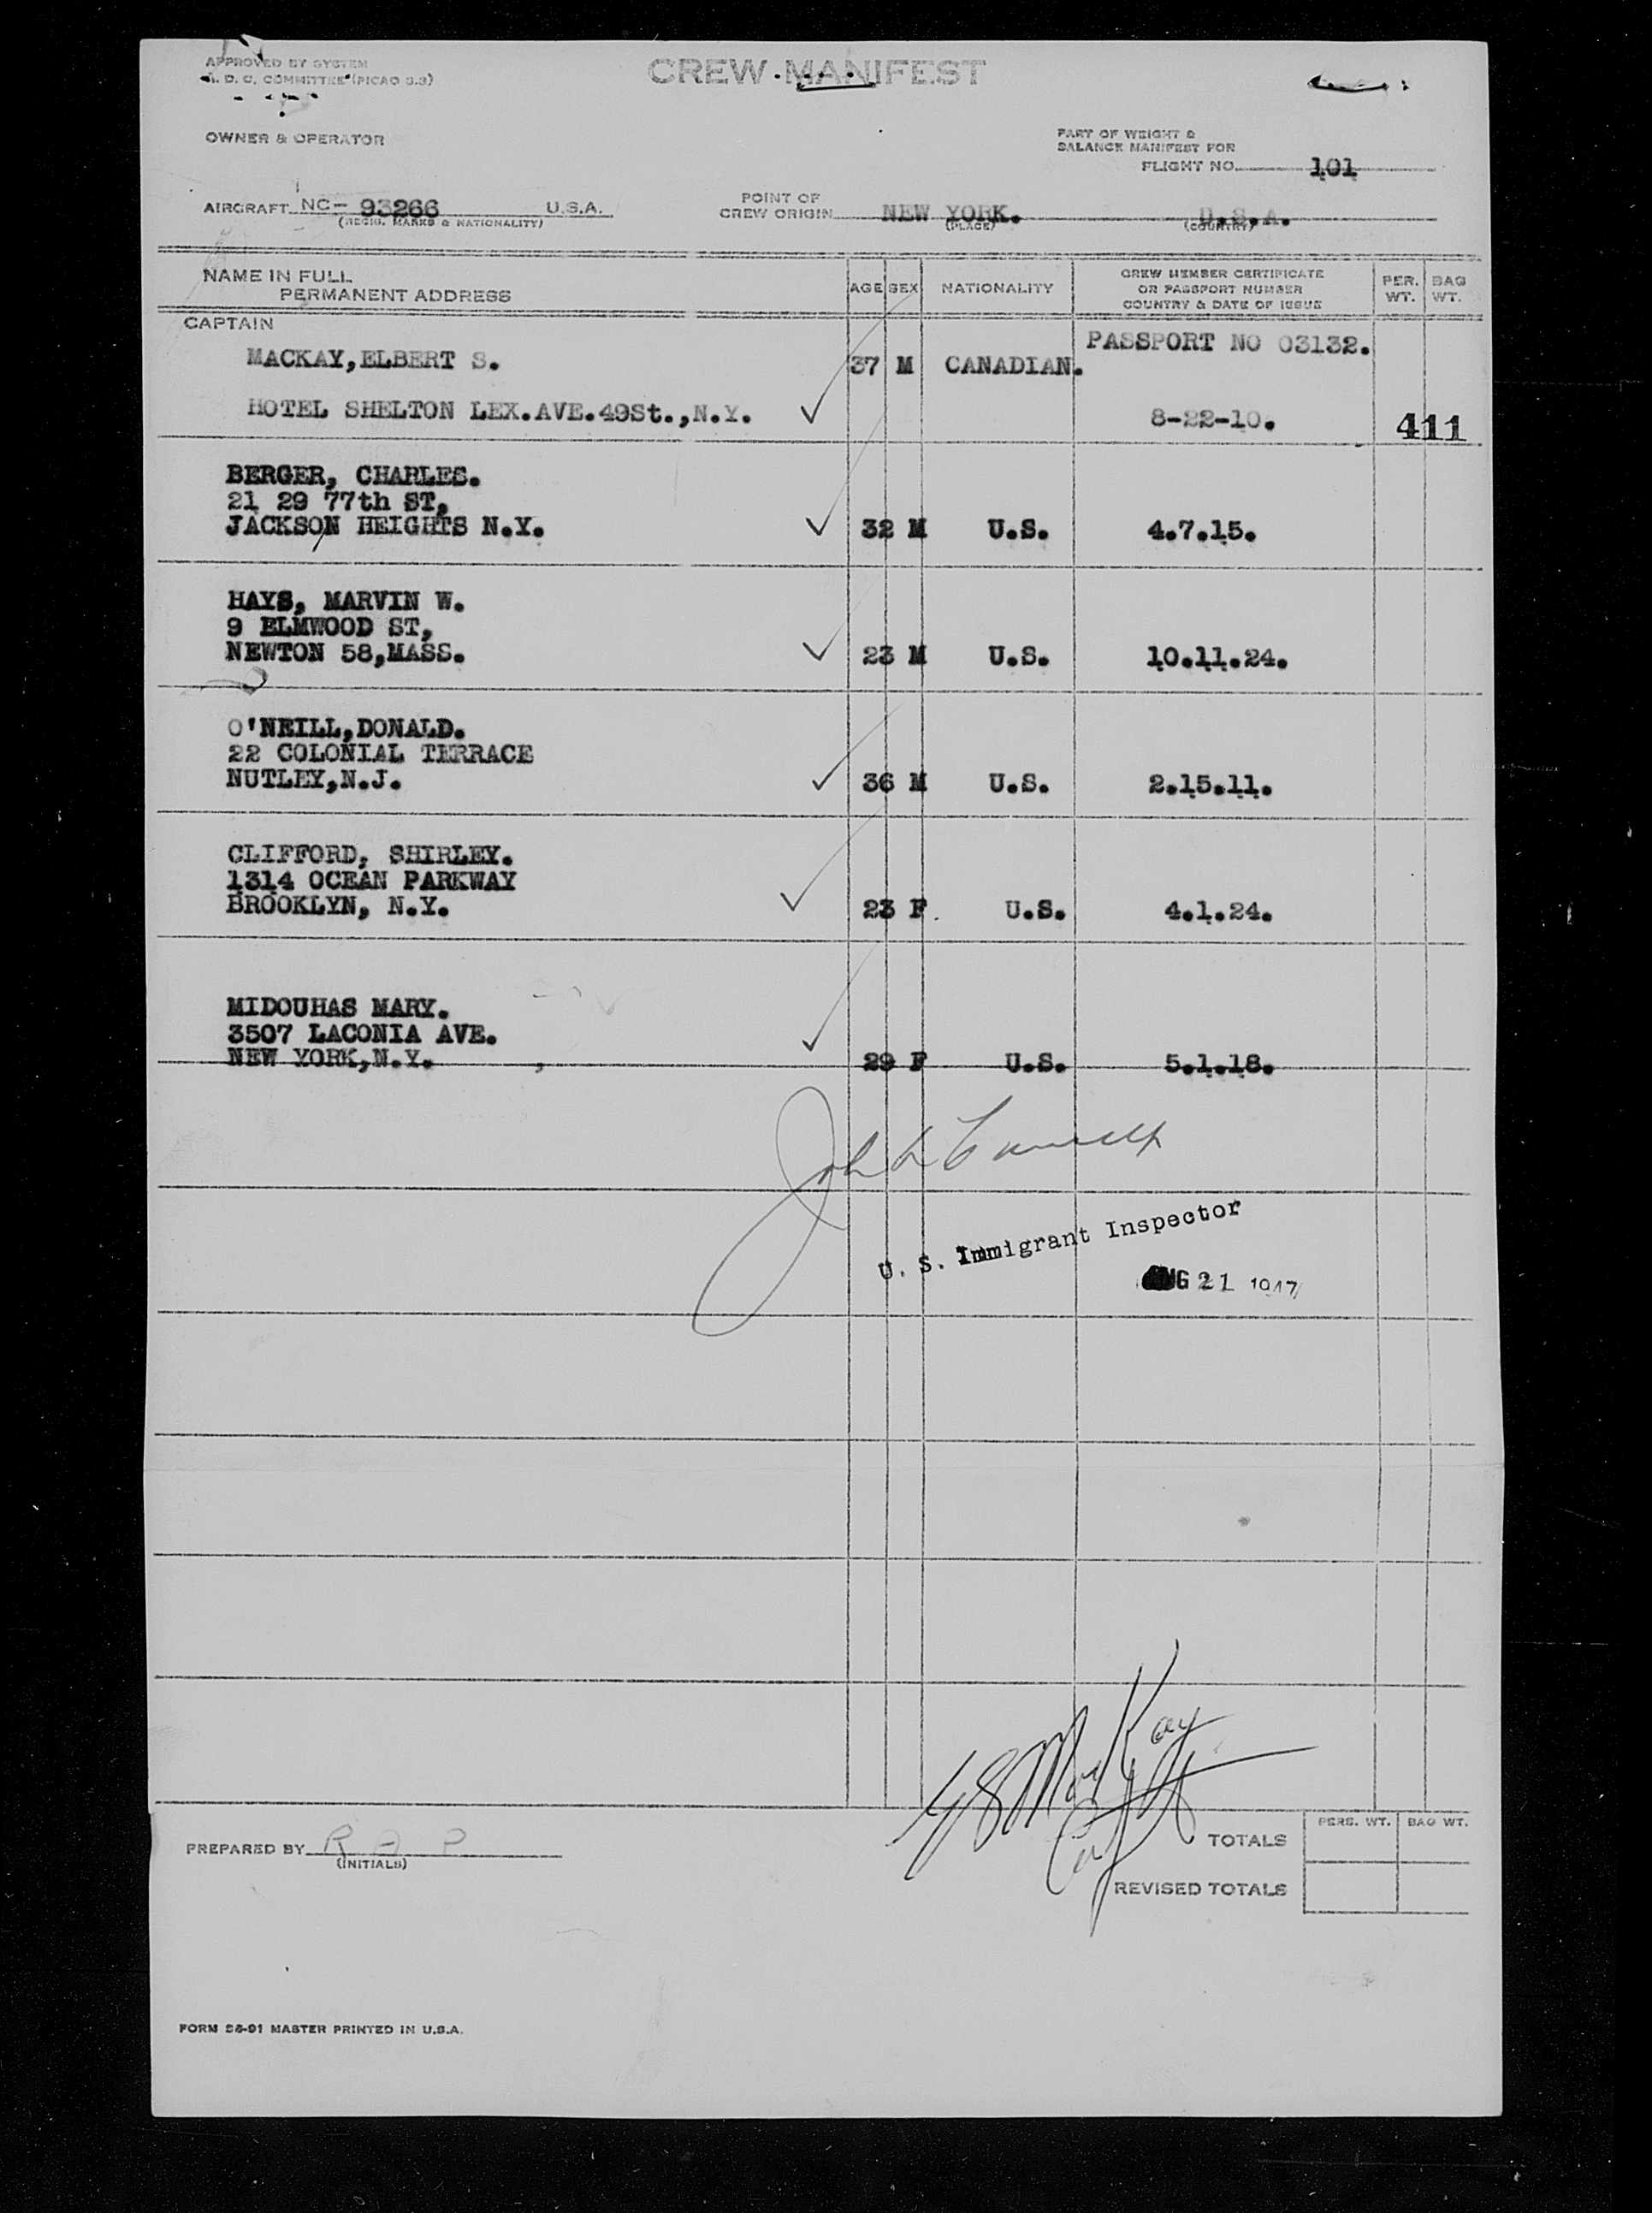 APPROVED BY SYSTEM
A. D. C. COMMITTEE (PICAO 3.3)
CREW MANIFEST
OWNER & OPERATOR
PART OF WEIGHT &
BALANCE MANIFEST FOR
FLIGHT NO. 101
AIRCRAFT NC- 93266 U.S.A.
(REGIS. MARKS & NATIONALITY)
POINT OF
CREW ORIGIN NEW YORK. U.S.A.
(PLACE) (COUNTRY)
NAME IN FULL
PERMANENT ADDRESS
AGE SEX NATIONALITY
CREW MEMBER CERTIFICATE
OR PASSPORT NUMBER
COUNTRY & DATE OF ISSUE
PER. WT.
BAG WT.
CAPTAIN
PASSPORT NO 03132.
MACKAY,ELBERT S. 37 M CANADIAN.
HOTEL SHELTON LEX.AVE.49St.,N.Y. 8-22-10.
411
BERGER, CHARLES.
21 29 77th ST,
JACKSON HEIGHTS N.Y. 32 M U.S. 4.7.15.
HAYS, MARVIN W.
9 ELMWOOD ST,
NEWTON 58,MASS. 23 M U.S. 10.11.24.
O'NEILL,DONALD.
22 COLONIAL TERRACE
NUTLEY,N.J. 36 M U.S. 2.15.11.
CLIFFORD, SHIRLEY.
1314 OCEAN PARKWAY
BROOKLYN, N.Y. 23 F. U.S. 4.1.24.
MIDOUHAS MARY.
3507 LACONIA AVE.
NEW YORK,N.Y. 29 F U.S. 5.1.18.
John
U. S. Immigrant Inspector
AUG 21 1947
E S MacKay
Capt
PREPARED BY R A P
(INITIALS)
PERS. WT. BAG WT.
TOTALS
REVISED TOTALS
FORM 28-91 MASTER PRINTED IN U.S.A.